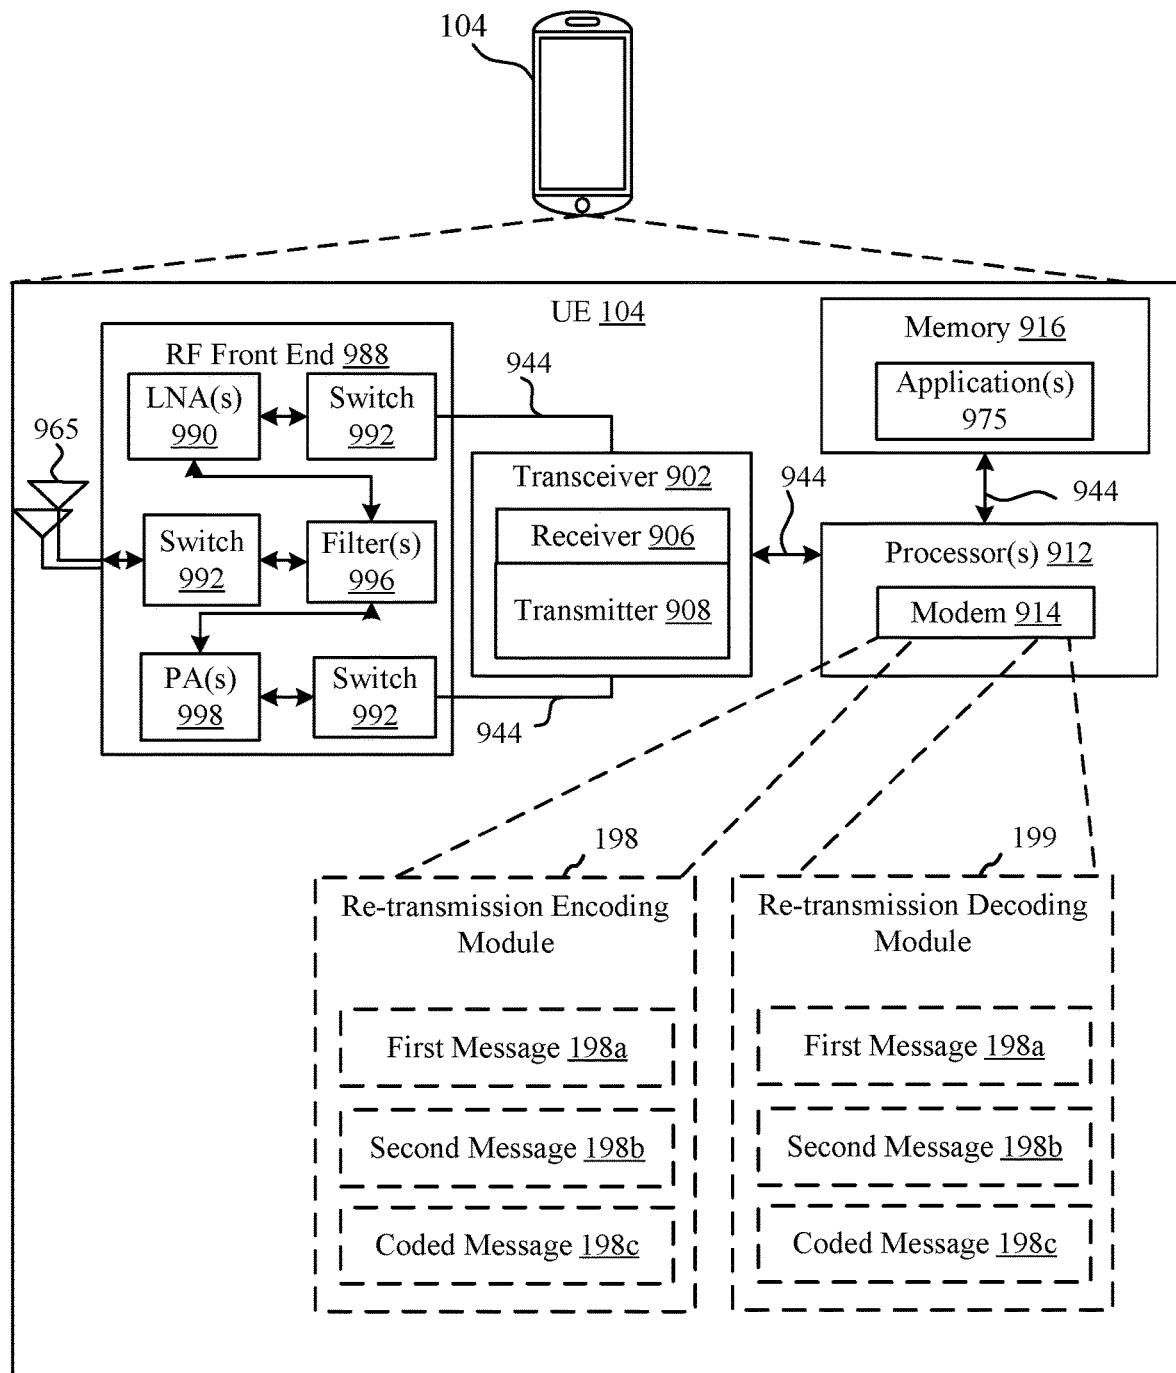 104
UE 104
RF Front End 988
LNA(s)
990
Switch
992
944
965
Switch
992
Filter(s)
996
PA(s)
998
Switch
992
944
Transceiver 902
Receiver 906
Transmitter 908
944
Memory 916
Application(s)
975
944
Processor(s) 912
Modem 914
198
Re-transmission Encoding
Module
First Message 198a
Second Message 198b
Coded Message 198c
199
Re-transmission Decoding
Module
First Message 198a
Second Message 198b
Coded Message 198c